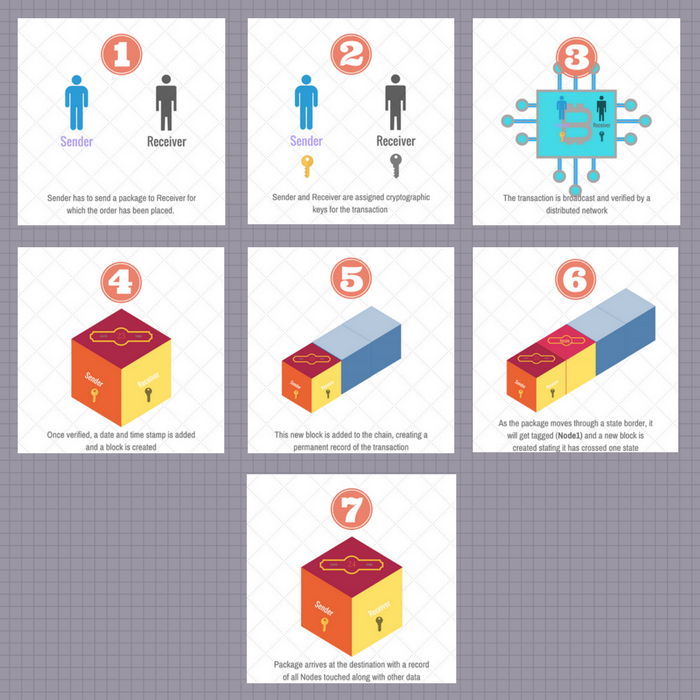 1
Sender
Receiver
Sender has to send a package to Receiver for
which the order has been placed.
2
Sender
Receiver
Sender and Receiver are assigned cryptographic
keys for the transaction
3
Receiver
The transaction is broadcast and verified by a
distributed network
4
Sender
Receiver
Once verified, a date and time stamp is added
and a block is created
5
Sender
Receiver
This new block is added to the chain, creating a
permanent record of the transaction
6
Sender
Receiver
As the package moves through a state border, it
will get tagged (Node1) and a new block is
created stating it has crossed one state
7
24
Sender
Receiver
Package arrives at the destination with a record
of all Nodes touched along with other data